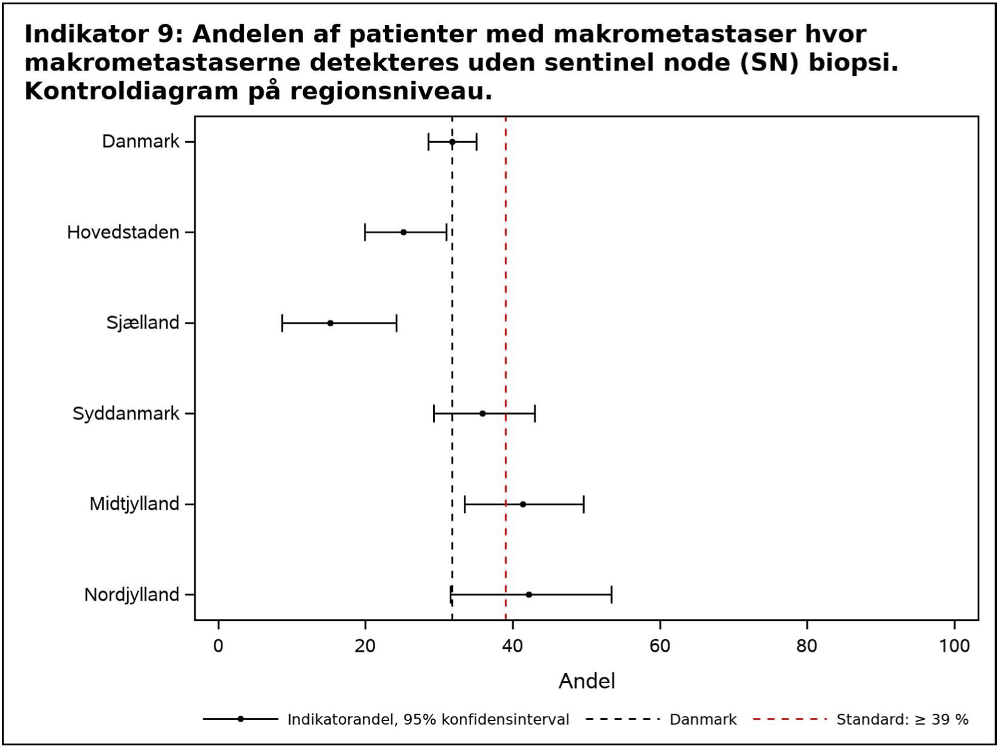 Indikator 9: Andelen af patienter med makrometastaser hvor
makrometastaserne detekteres uden sentinel node (SN) biopsi.
Kontroldiagram på regionsniveau.
Danmark
Hovedstaden
Sjælland
Syddanmark
Midtjylland
Nordjylland
0 20 40 60 80 100
Andel
Indikatorandel, 95% konfidensinterval Danmark Standard: ≥ 39 %